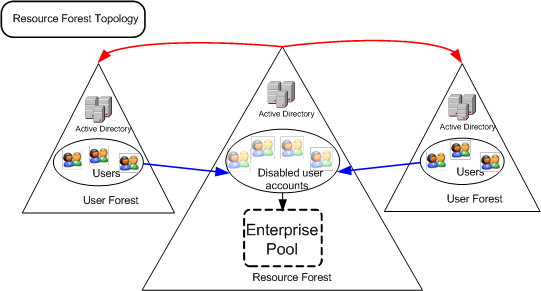 Resource Forest Topology
Active Directory
Users
User Forest
Active Directory
Disabled user
accounts
Enterprise
Pool
Resource Forest
Active Directory
Users
User Forest